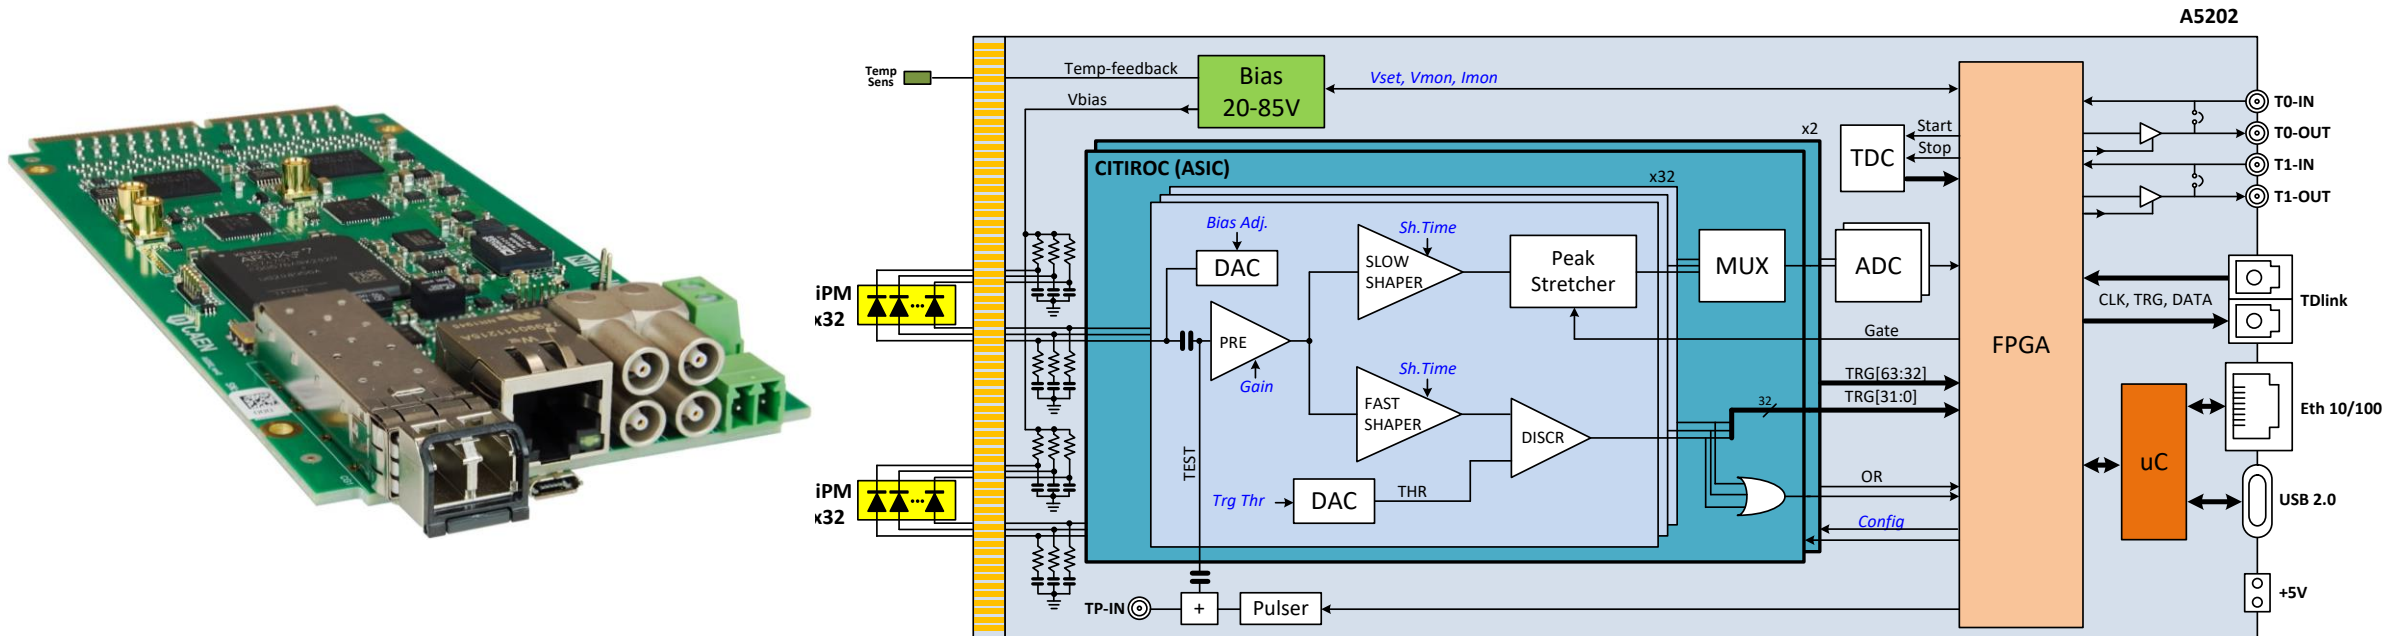 A5202
Temp
Sens
Temp-feedback
Bias
20-85V
Vset, Vmon, Imon
Vbias
T0-IN
T0-OUT
T1-IN
T1-OUT
x2
Start
Stop
TDC
CITIROC (ASIC)
x32
Bias Adj.
DAC
Sh.Time
SLOW
SHAPER
Peak
Stretcher
MUX
ADC
CLK, TRG, DATA
TDlink
iPM
x32
PRE
Gain
Gate
FPGA
Sh.Time
FAST
SHAPER
DISCR
TRG[63:32]
TRG[31:0]
32
Eth 10/100
TEST
uC
iPM
x32
Trg Thr
DAC
THR
OR
Config
USB 2.0
TP-IN
+
Pulser
+5V
ARTIX-7
CAEN